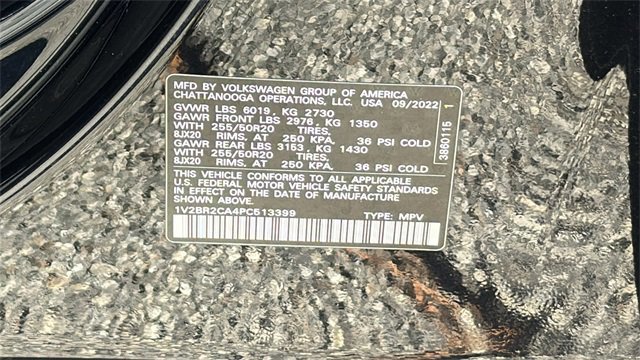 MFD BY VOLKSWAGEN GROUP OF AMERICA
CHATTANOOGA OPERATIONS, LLC. USA 09/2022
GVWR LBS 6019, KG 2730
GAWR FRONT LBS 2976, KG 1350
WITH 255/50R20 TIRES,
8JX20 RIMS. AT 250 KPA. 36 PSI COLD
GAWR REAR LBS 3153, KG 1430
WITH 255/50R20 TIRES,
8JX20 RIMS. AT 250 KPA. 36 PSI COLD
THIS VEHICLE CONFORMS TO ALL APPLICABLE
U.S. FEDERAL MOTOR VEHICLE SAFETY STANDARDS
IN EFFECT ON THE DATE OF MANUFACTURE
SHOWN ABOVE.
1V2BR2CA4PC513399 TYPE: MPV
3860115 1